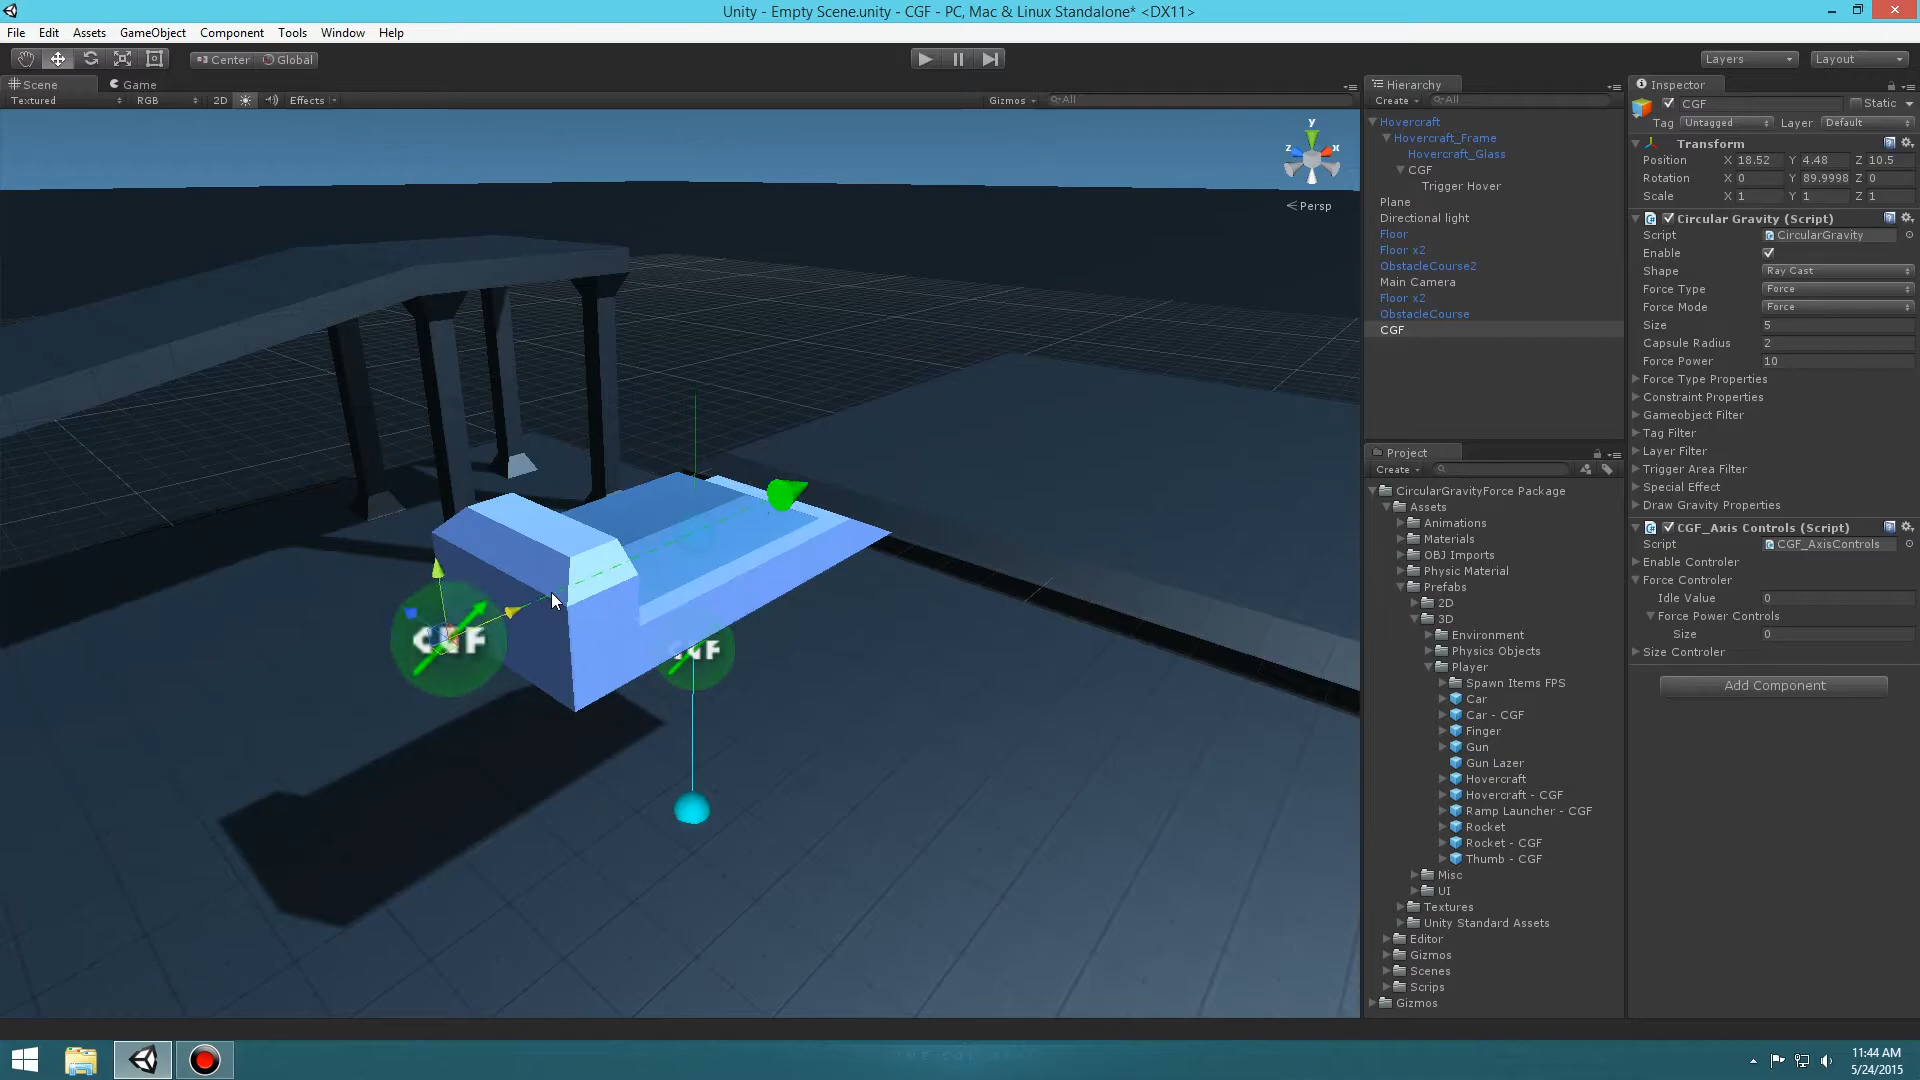 Unity - Empty Scene.unity - CGF - PC, Mac & Linux Standalone* <DX11>
File Edit Assets GameObject Component Tools Window Help
Center Global Layers Layout
Scene Game
Textured RGB 2D Effects Gizmos All
y
z x
Persp
CGF
CGF
Hierarchy
Create All
Hovercraft
Hovercraft_Frame
Hovercraft_Glass
CGF
Trigger Hover
Plane
Directional light
Floor
Floor x2
ObstacleCourse2
Main Camera
Floor x2
ObstacleCourse
CGF
Project
Create
CircularGravityForce Package
Assets
Animations
Materials
OBJ Imports
Physic Material
Prefabs
2D
3D
Environment
Physics Objects
Player
Spawn Items FPS
Car
Car - CGF
Finger
Gun
Gun Lazer
Hovercraft
Hovercraft - CGF
Ramp Launcher - CGF
Rocket
Rocket - CGF
Thumb - CGF
Misc
UI
Textures
Unity Standard Assets
Editor
Gizmos
Scenes
Scrips
Gizmos
Inspector
CGF Static
Tag Untagged Layer Default
Transform
Position X 18.52 Y 4.48 Z 10.5
Rotation X 0 Y 89.9998 Z 0
Scale X 1 Y 1 Z 1
Circular Gravity (Script)
Script CircularGravity
Enable
Shape Ray Cast
Force Type Force
Force Mode Force
Size 5
Capsule Radius 2
Force Power 10
Force Type Properties
Constraint Properties
Gameobject Filter
Tag Filter
Layer Filter
Trigger Area Filter
Special Effect
Draw Gravity Properties
CGF_Axis Controls (Script)
Script CGF_AxisControls
Enable Controler
Force Controler
Idle Value 0
Force Power Controls
Size 0
Size Controler
Add Component
11:44 AM
5/24/2015